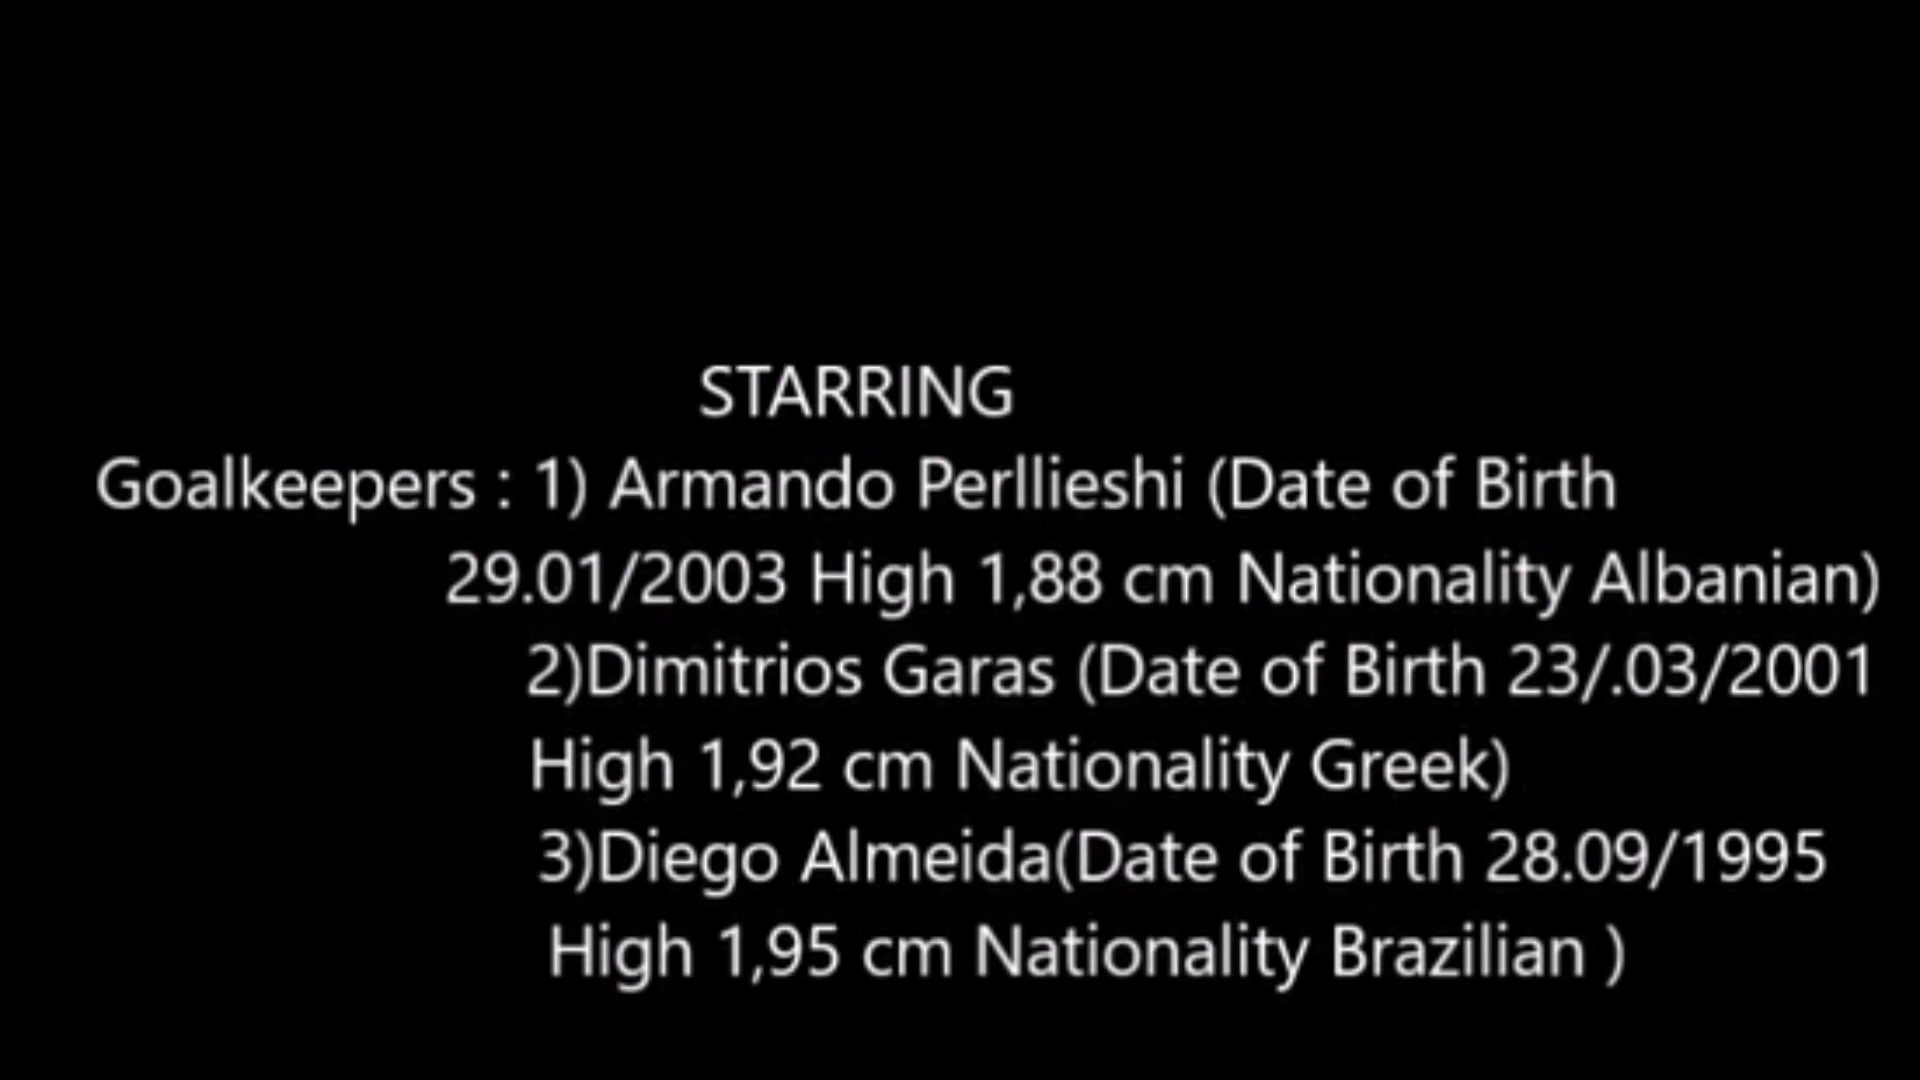 STARRING
Goalkeepers : 1) Armando Perllieshi (Date of Birth
29.01/2003 High 1,88 cm Nationality Albanian)
2)Dimitrios Garas (Date of Birth 23/.03/2001
High 1,92 cm Nationality Greek)
3)Diego Almeida(Date of Birth 28.09/1995
High 1,95 cm Nationality Brazilian )